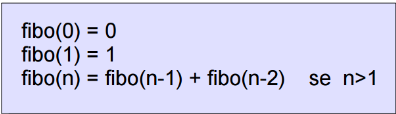 fibo(0) = 0
fibo(1) = 1
fibo(n) = fibo(n-1) + fibo(n-2) se n>1